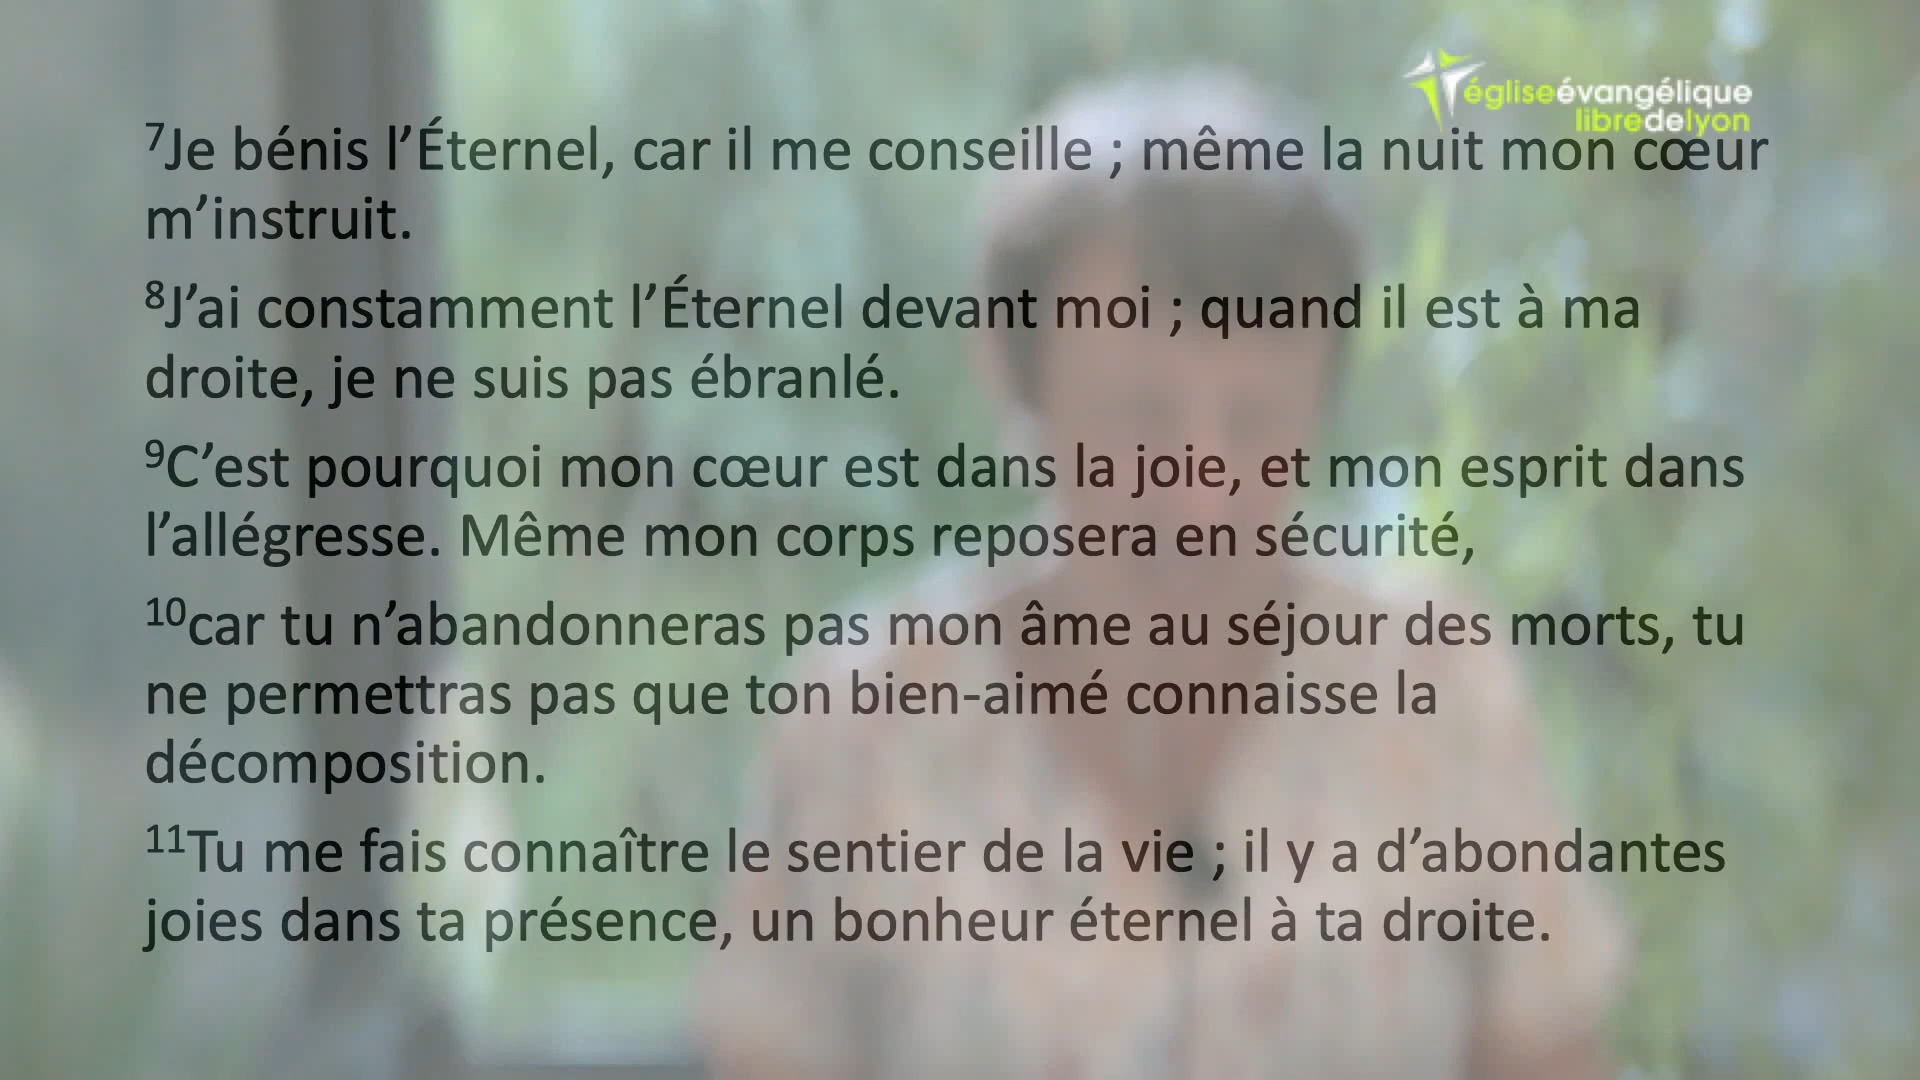 égliseévangélique
libredelyon
⁷Je bénis l’Éternel, car il me conseille ; même la nuit mon cœur
m’instruit.
⁸J’ai constamment l’Éternel devant moi ; quand il est à ma
droite, je ne suis pas ébranlé.
⁹C’est pourquoi mon cœur est dans la joie, et mon esprit dans
l’allégresse. Même mon corps reposera en sécurité,
¹⁰car tu n’abandonneras pas mon âme au séjour des morts, tu
ne permettras pas que ton bien-aimé connaisse la
décomposition.
¹¹Tu me fais connaître le sentier de la vie ; il y a d’abondantes
joies dans ta présence, un bonheur éternel à ta droite.